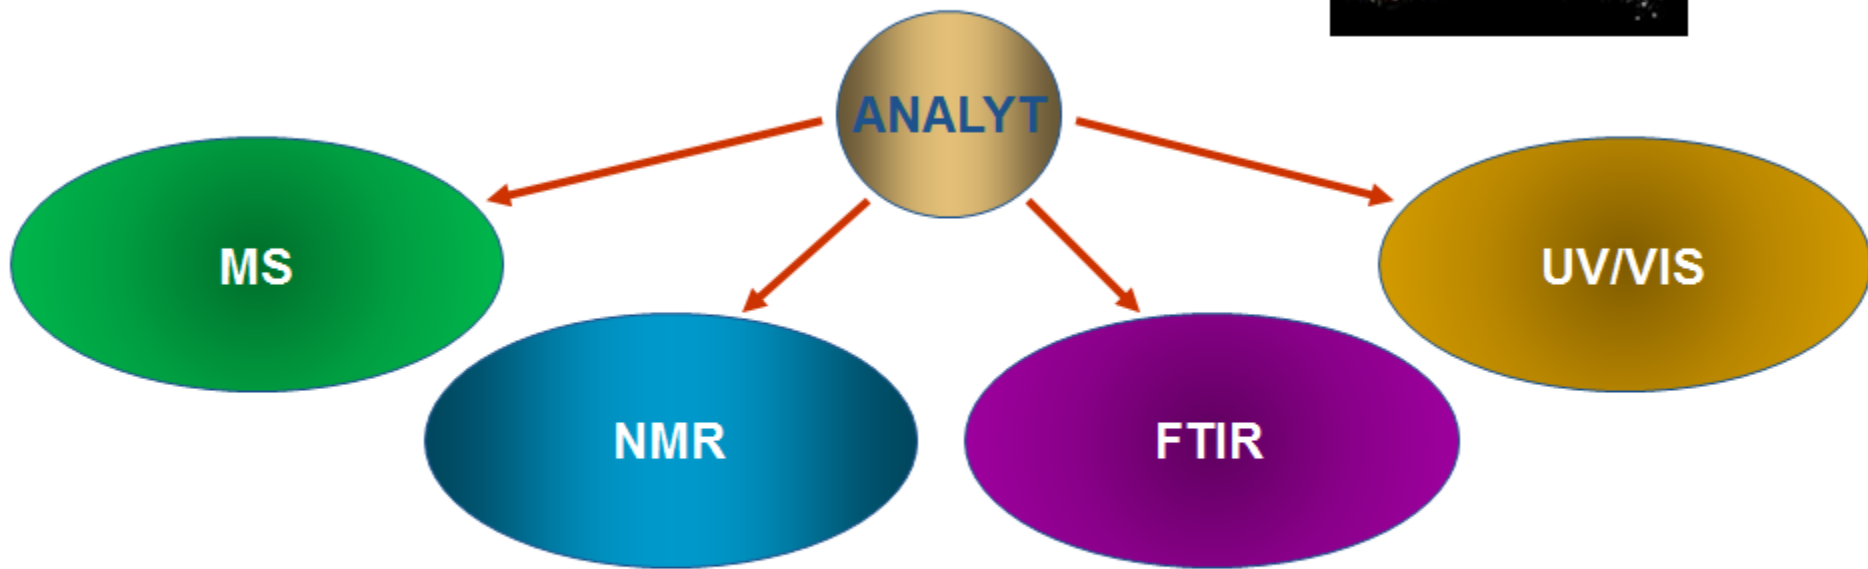 ANALYT
MS
UV/VIS
NMR
FTIR